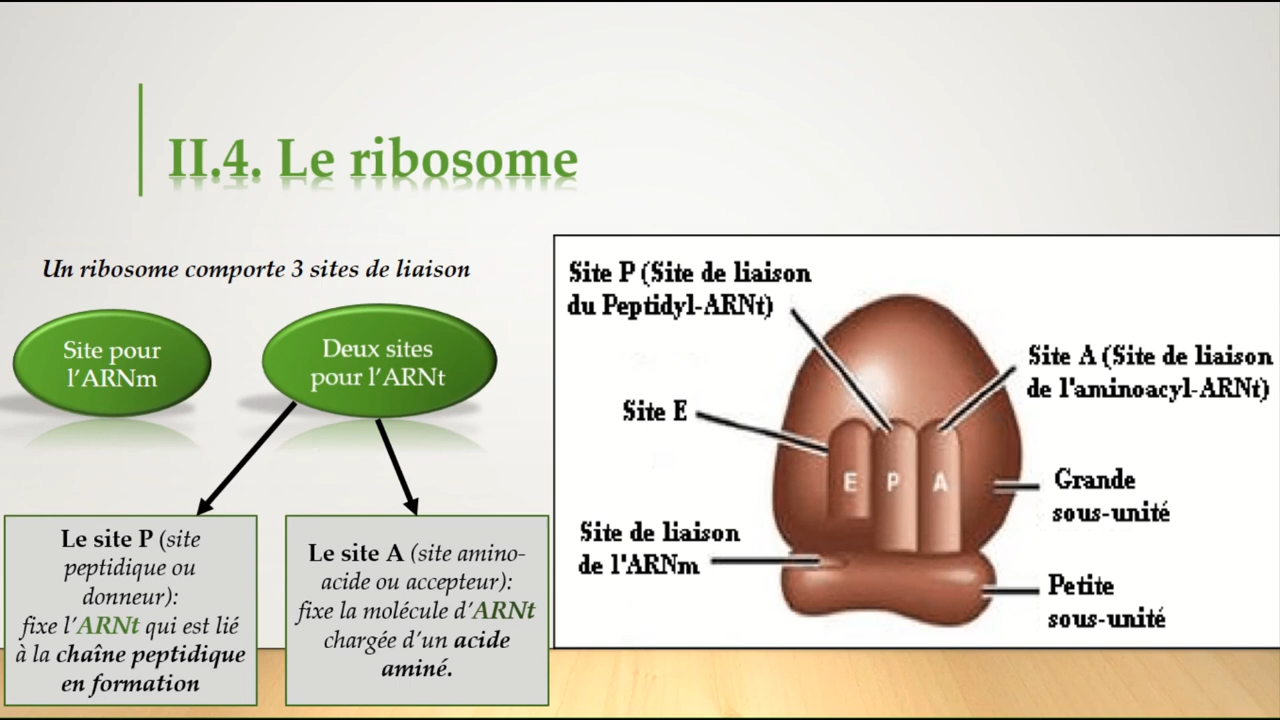 II.4. Le ribosome
Un ribosome comporte 3 sites de liaison
Site pour
l'ARNm
Deux sites
pour l'ARNt
Le site P (site
peptidique ou
donneur):
fixe l'ARNt qui est lié
à la chaîne peptidique
en formation
Le site A (site amino-
acide ou accepteur):
fixe la molécule d'ARNt
chargée d'un acide
aminé.
Site P (Site de liaison
du Peptidyl-ARNt)
Site A (Site de liaison
de l'aminoacyl-ARNt)
Site E
E P A
Grande
sous-unité
Site de liaison
de l'ARNm
Petite
sous-unité